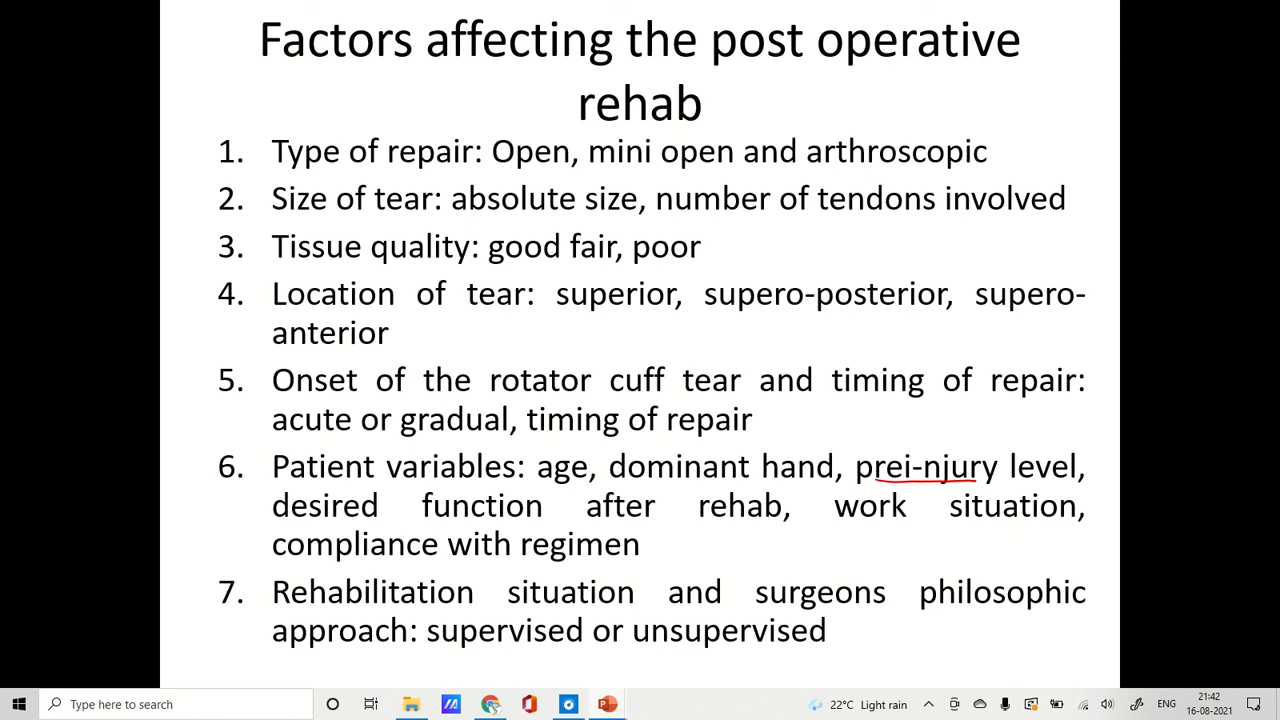 Factors affecting the post operative
rehab
1. Type of repair: Open, mini open and arthroscopic
2. Size of tear: absolute size, number of tendons involved
3. Tissue quality: good fair, poor
4. Location of tear: superior, supero-posterior, supero-
anterior
5. Onset of the rotator cuff tear and timing of repair:
acute or gradual, timing of repair
6. Patient variables: age, dominant hand, prei-njury level,
desired function after rehab, work situation,
compliance with regimen
7. Rehabilitation situation and surgeons philosophic
approach: supervised or unsupervised
Type here to search
22°C Light rain
ENG
21:42
16-08-2021